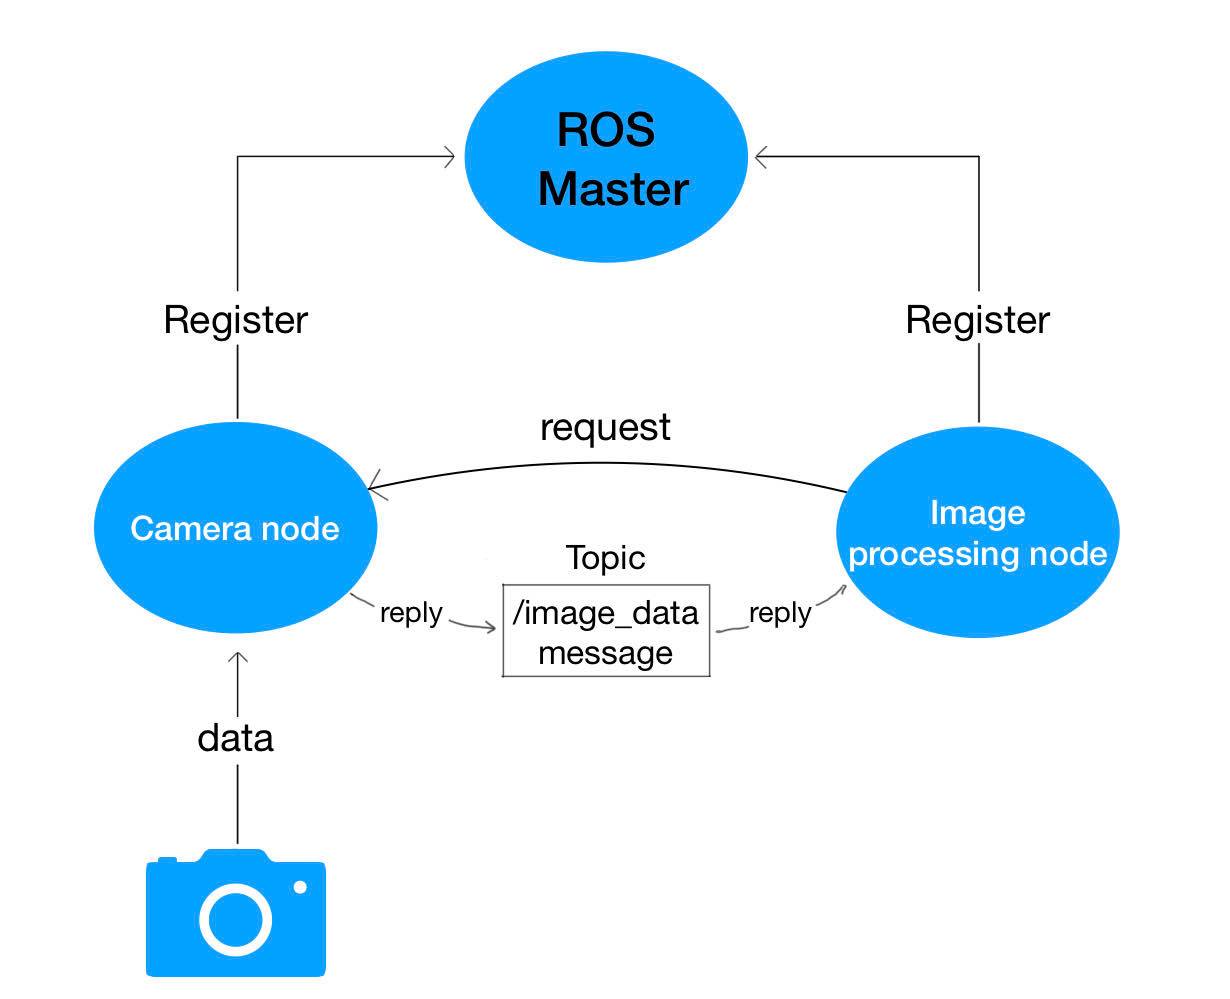 ROS
Master
Register
Register
request
Camera node
Image
processing node
Topic
reply
/image_data
message
reply
data